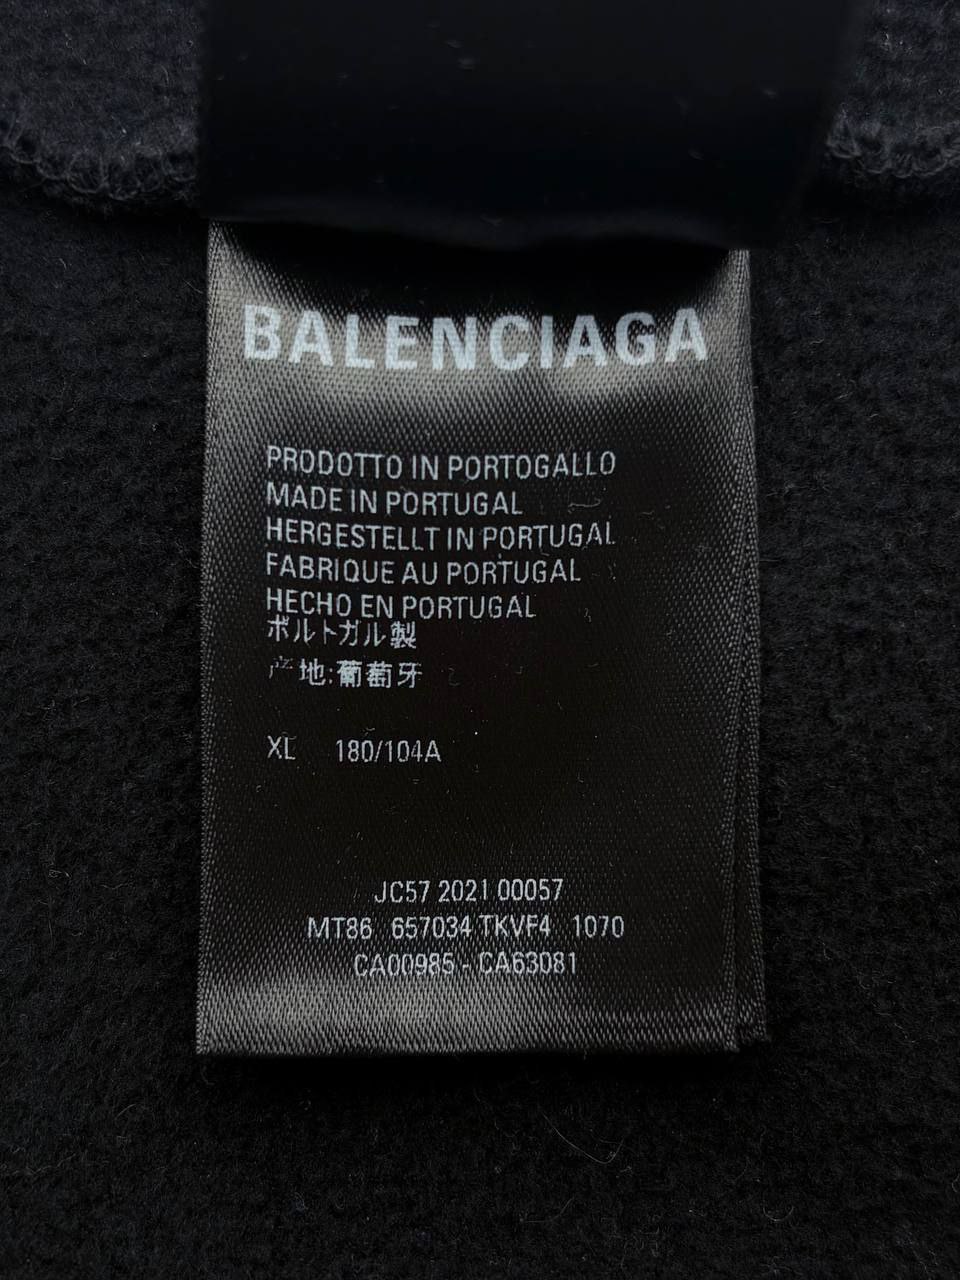 BALENCIAGA
PRODOTTO IN PORTOGALLO
MADE IN PORTUGAL
HERGESTELLT IN PORTUGAL
FABRIQUE AU PORTUGAL
HECHO EN PORTUGAL
ポルトガル製
产地:葡萄牙
XL 180/104A
JC57 2021 00057
MT86 657034 TKVF4 1070
CA00985 - CA63081